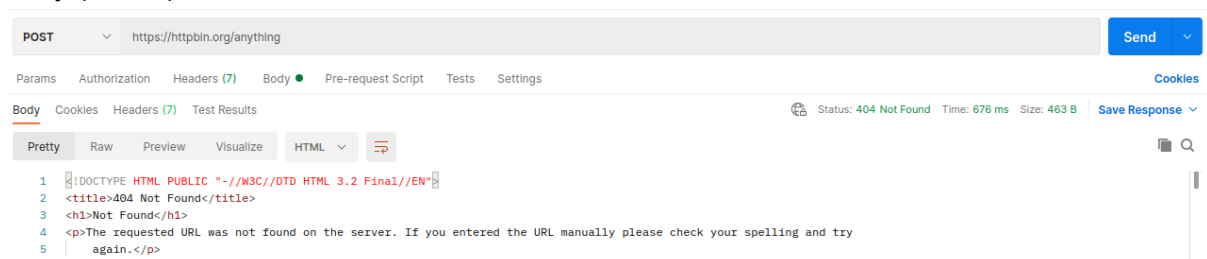 POST https://httpbin.org/anything Send
Params Authorization Headers (7) Body Pre-request Script Tests Settings Cookies
Body Cookies Headers (7) Test Results Status: 404 Not Found Time: 676 ms Size: 463 B Save Response
Pretty Raw Preview Visualize HTML
1 <!DOCTYPE HTML PUBLIC "-//W3C//DTD HTML 3.2 Final//EN">
2 <title>404 Not Found</title>
3 <h1>Not Found</h1>
4 <p>The requested URL was not found on the server. If you entered the URL manually please check your spelling and try
5 again.</p>